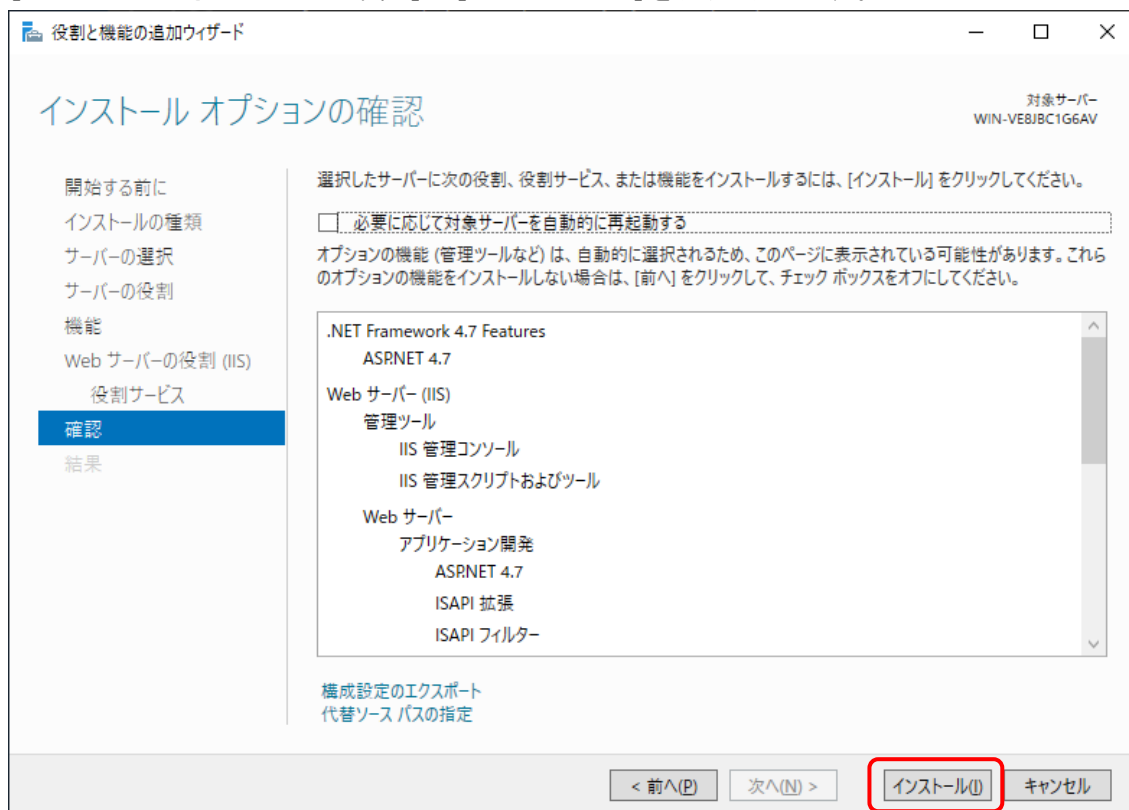 役割と機能の追加ウィザード
インストール オプションの確認
対象サーバー
WIN-VE8JBC1G6AV
開始する前に
インストールの種類
サーバーの選択
サーバーの役割
機能
Web サーバーの役割 (IIS)
役割サービス
確認
結果
選択したサーバーに次の役割、役割サービス、または機能をインストールするには、[インストール] をクリックしてください。
必要に応じて対象サーバーを自動的に再起動する
オプションの機能 (管理ツールなど) は、自動的に選択されるため、このページに表示されている可能性があります。これら
のオプションの機能をインストールしない場合は、[前へ] をクリックして、チェック ボックスをオフにしてください。
.NET Framework 4.7 Features
ASP.NET 4.7
Web サーバー (IIS)
管理ツール
IIS 管理コンソール
IIS 管理スクリプトおよびツール
Web サーバー
アプリケーション開発
ASP.NET 4.7
ISAPI 拡張
ISAPI フィルター
構成設定のエクスポート
代替ソース パスの指定
< 前へ(P)
次へ(N) >
インストール(I)
キャンセル